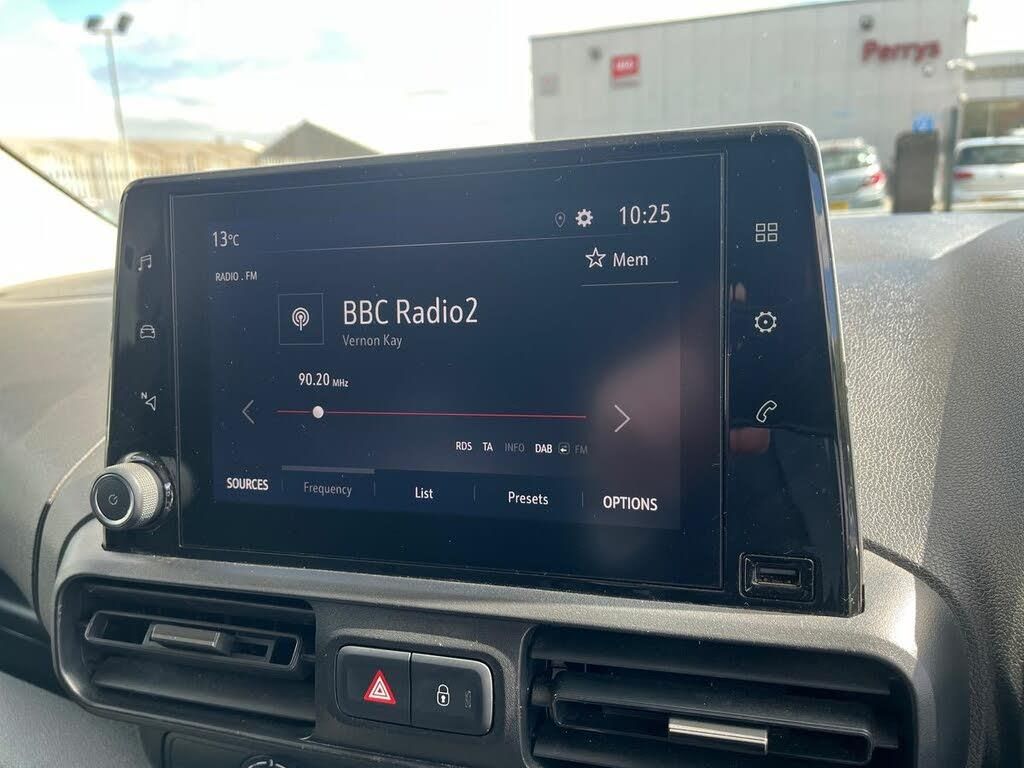 Perrys
13°C
10:25
RADIO . FM
Mem
BBC Radio2
Vernon Kay
90.20 MHz
N
RDS TA INFO DAB FM
SOURCES Frequency List Presets OPTIONS